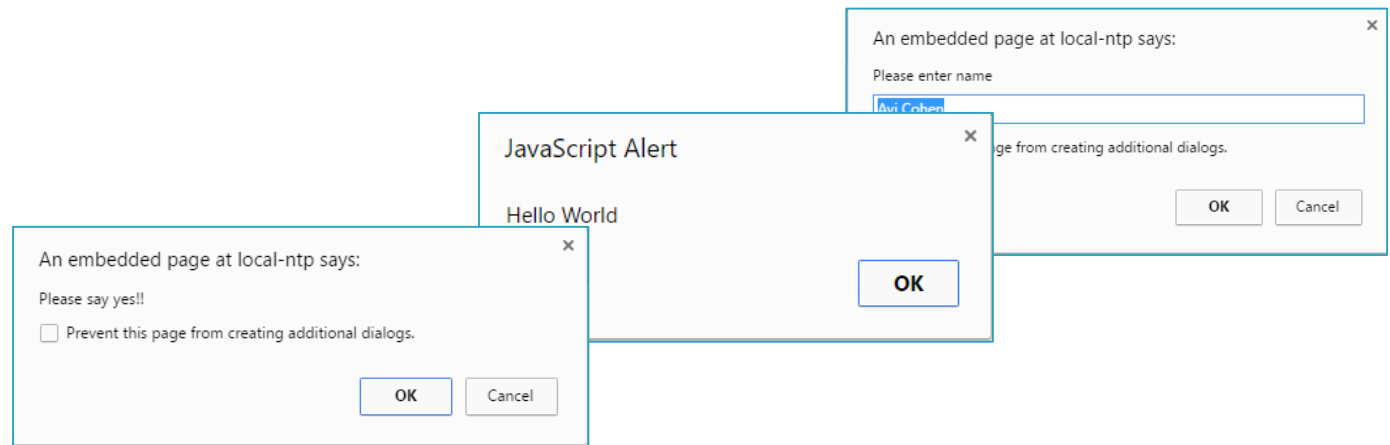 An embedded page at local-ntp says:
Please enter name
Avi Cohen
ge from creating additional dialogs.
OK Cancel
JavaScript Alert
Hello World
OK
An embedded page at local-ntp says:
Please say yes!!
Prevent this page from creating additional dialogs.
OK Cancel